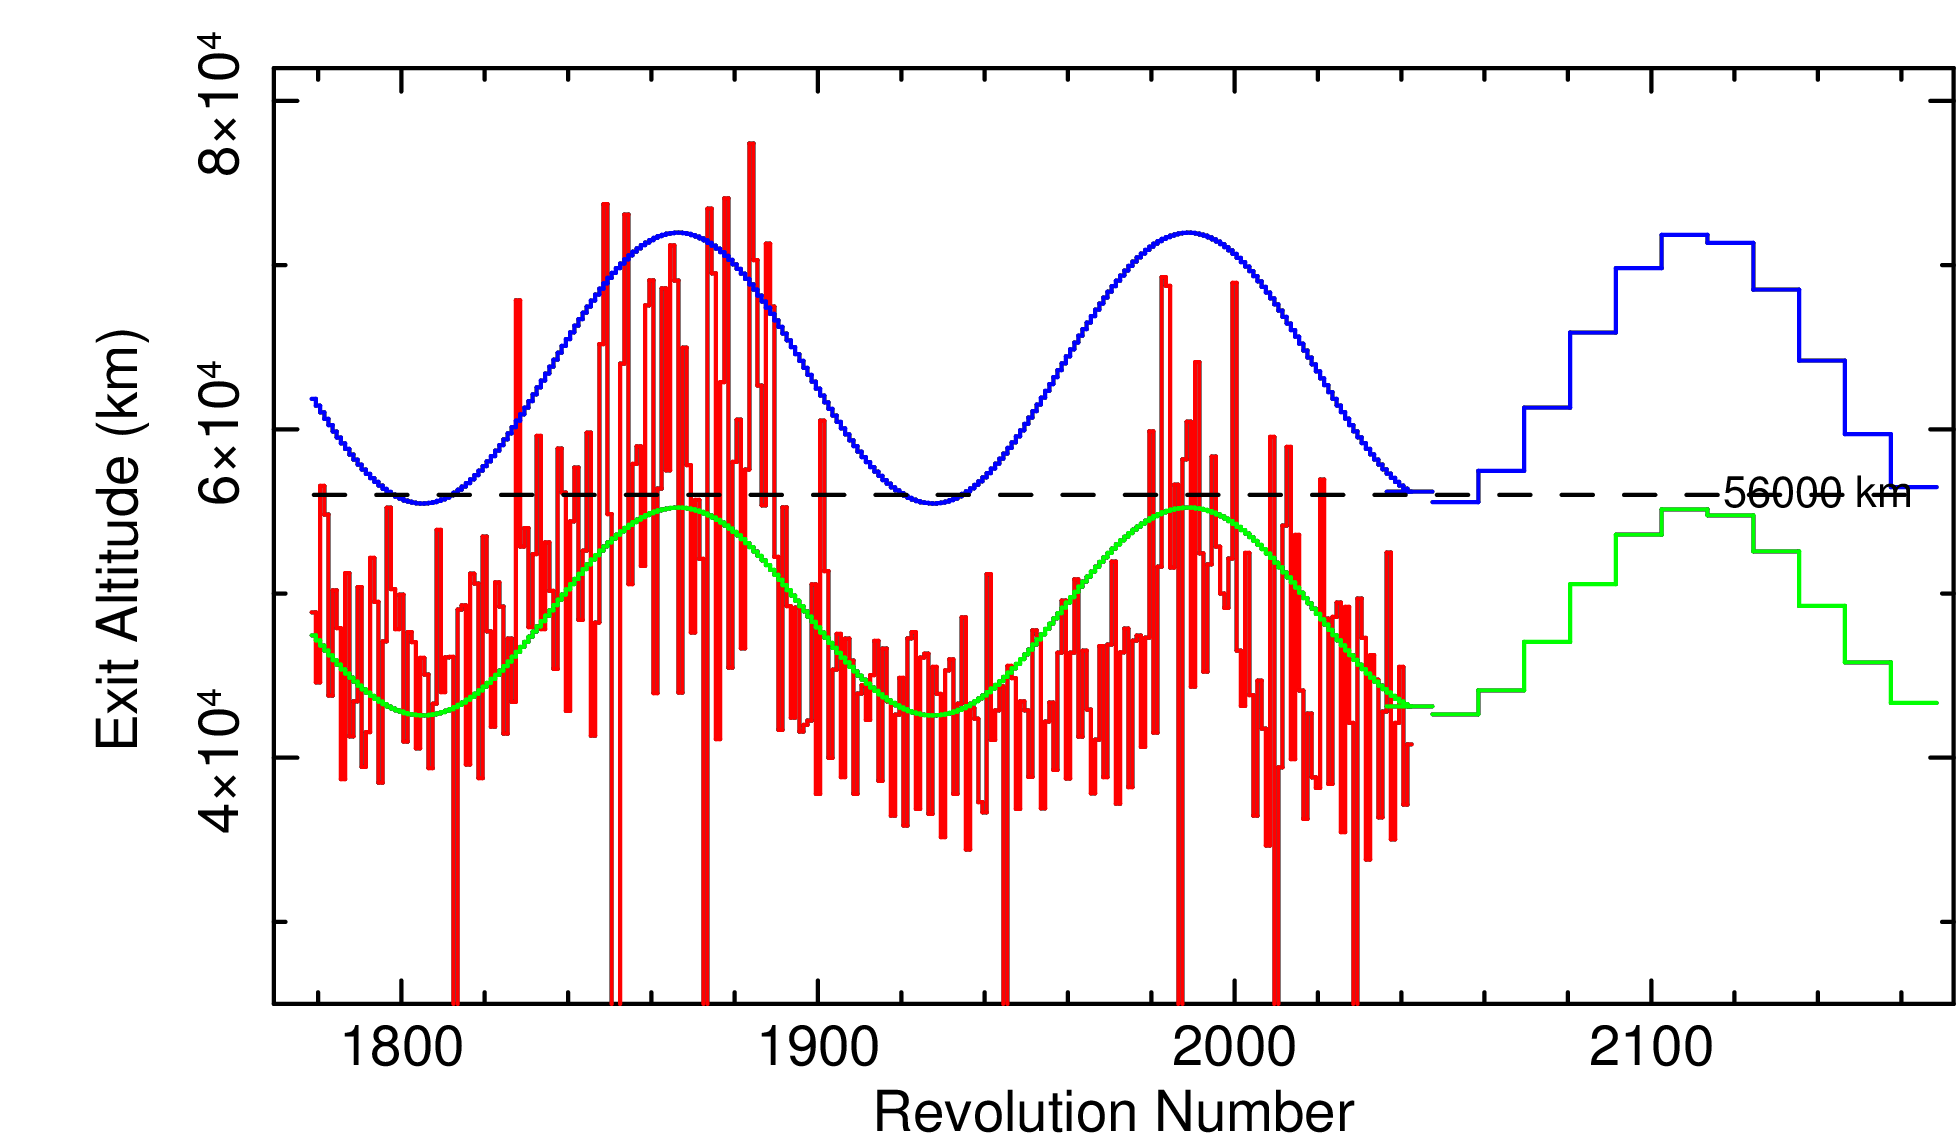 8×10⁴
6×10⁴
4×10⁴
Exit Altitude (km)
56000 km
1800 1900 2000 2100
Revolution Number